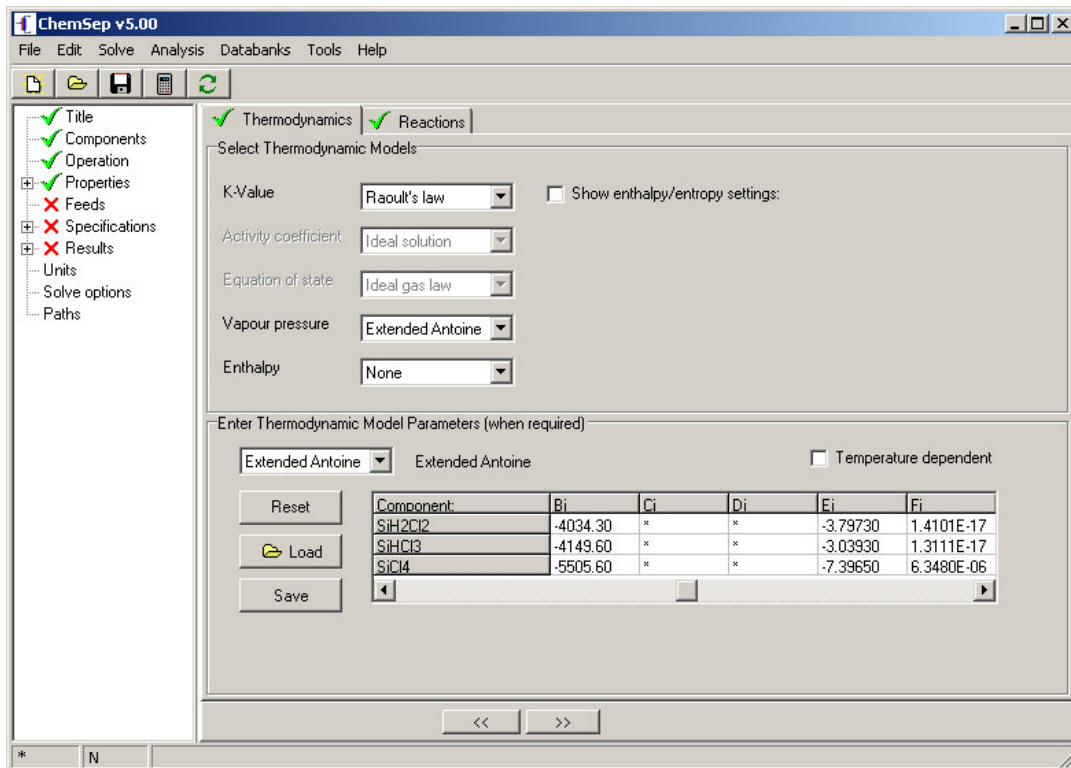 ChemSep v5.00
File Edit Solve Analysis Databanks Tools Help
Title
Components
Operation
Properties
Feeds
Specifications
Results
Units
Solve options
Paths
Thermodynamics Reactions
Select Thermodynamic Models
K-Value Raoult's law Show enthalpy/entropy settings:
Activity coefficient Ideal solution
Equation of state Ideal gas law
Vapour pressure Extended Antoine
Enthalpy None
Enter Thermodynamic Model Parameters (when required)
Extended Antoine Extended Antoine Temperature dependent
Reset
Load
Save
Component: Bi Ci Di Ei Fi
SiH2Cl2 -4034.30 * * -3.79730 1.4101E-17
SiHCl3 -4149.60 * * -3.03930 1.3111E-17
SiCl4 -5505.60 * * -7.39650 6.3480E-06
<< >>
* N